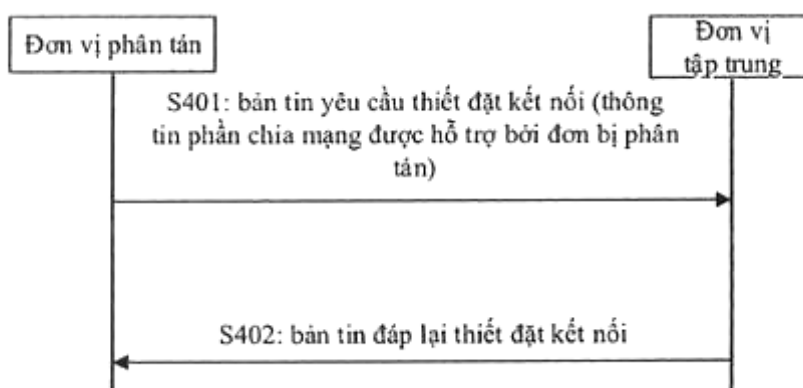 Đơn vị phân tán
Đơn vị
tập trung
S401: bản tin yêu cầu thiết đặt kết nối (thông
tin phần chia mạng được hỗ trợ bởi đơn bị phân
tán)
S402: bản tin đáp lại thiết đặt kết nối